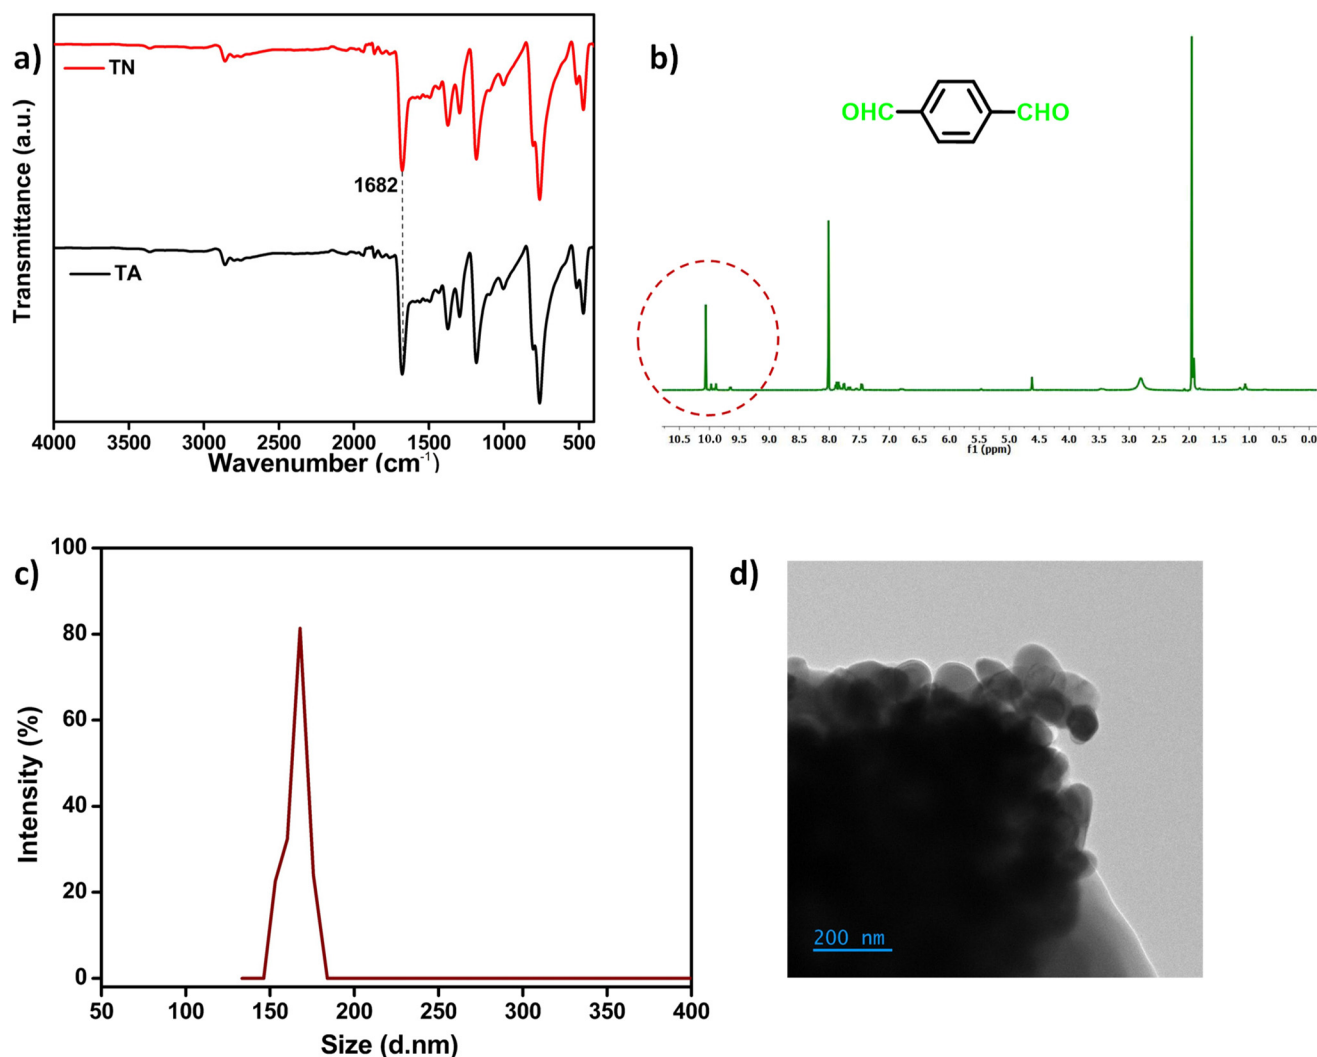 a)
TN
1682
TA
Transmittance (a.u.)
4000 3500 3000 2500 2000 1500 1000 500
Wavenumber (cm-1)
b)
OHC CHO
10.5 10.0 9.5 9.0 8.5 8.0 7.5 7.0 6.5 6.0 5.5 5.0 4.5 4.0 3.5 3.0 2.5 2.0 1.5 1.0 0.5 0.0
f1 (ppm)
c)
100
80
60
40
20
0
Intensity (%)
50 100 150 200 250 300 350 400
Size (d.nm)
d)
200 nm